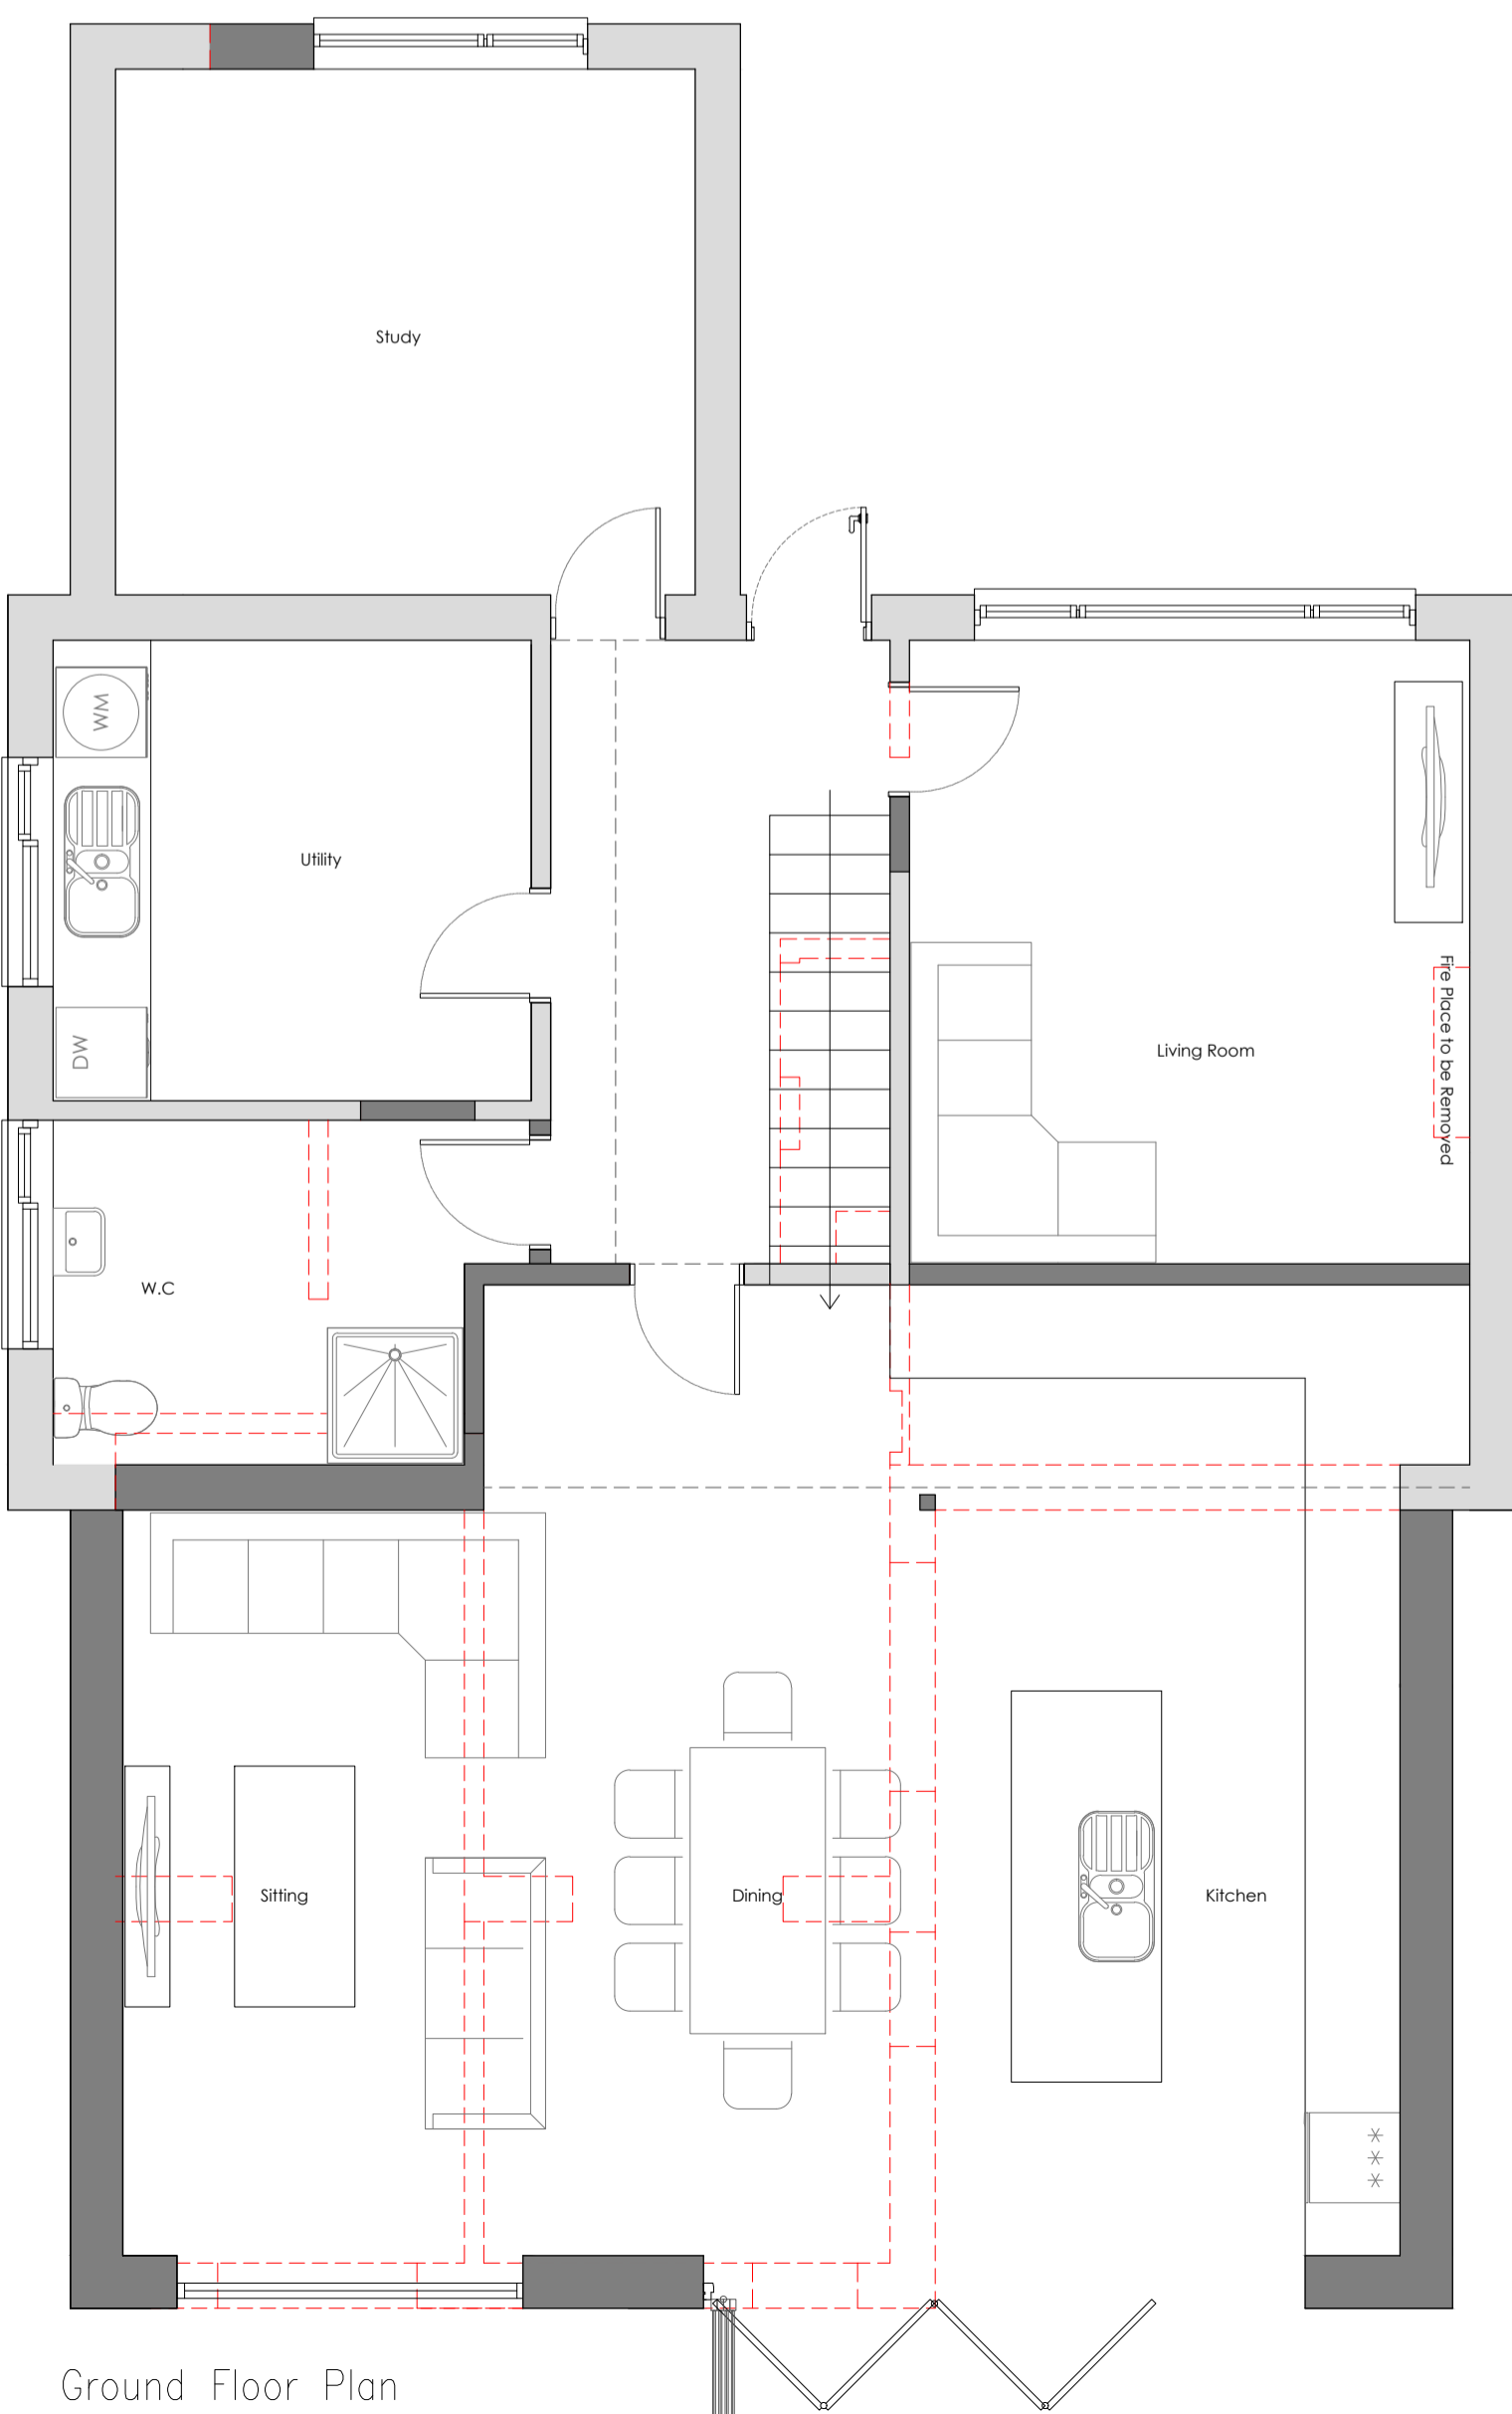 Study
WM
Utility
DW
Living Room
Fire Place to be Removed
W.C
Sitting
Dining
Kitchen
Ground Floor Plan